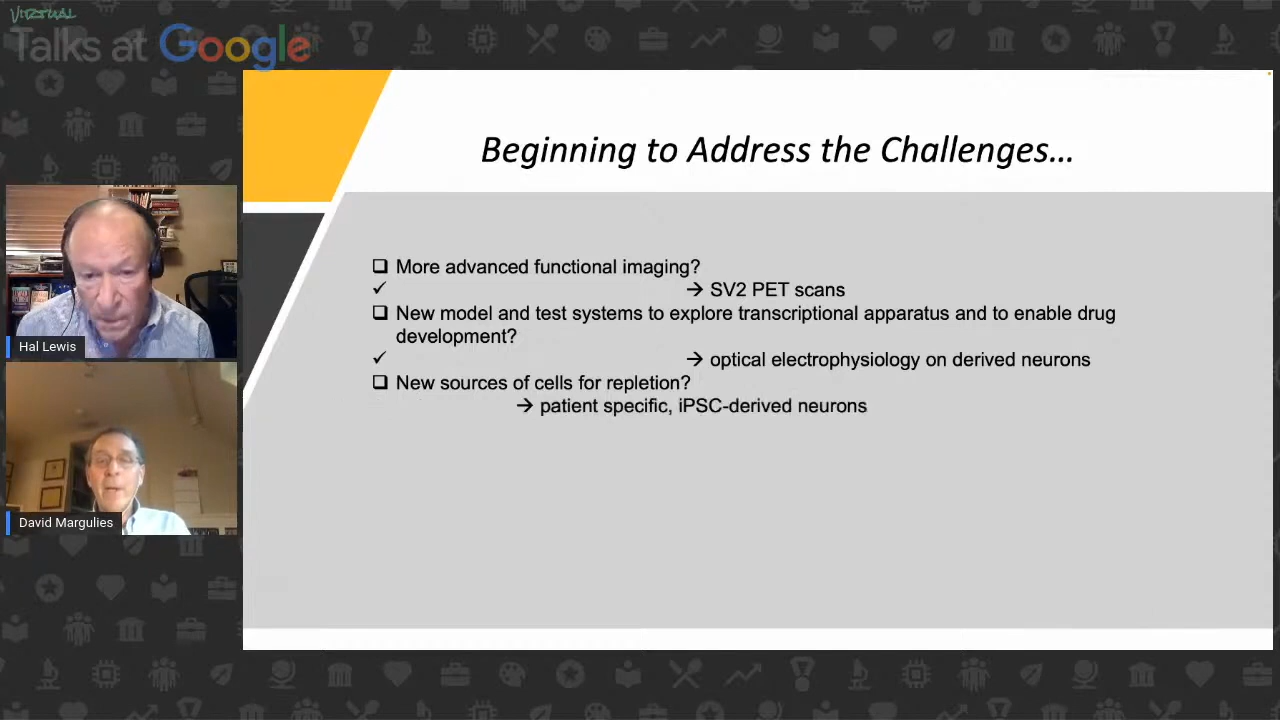 VIRTUAL
Talks at Google
Beginning to Address the Challenges...
❑ More advanced functional imaging?
✓ → SV2 PET scans
❑ New model and test systems to explore transcriptional apparatus and to enable drug
development?
✓ → optical electrophysiology on derived neurons
❑ New sources of cells for repletion?
→ patient specific, iPSC-derived neurons
Hal Lewis
David Margulies